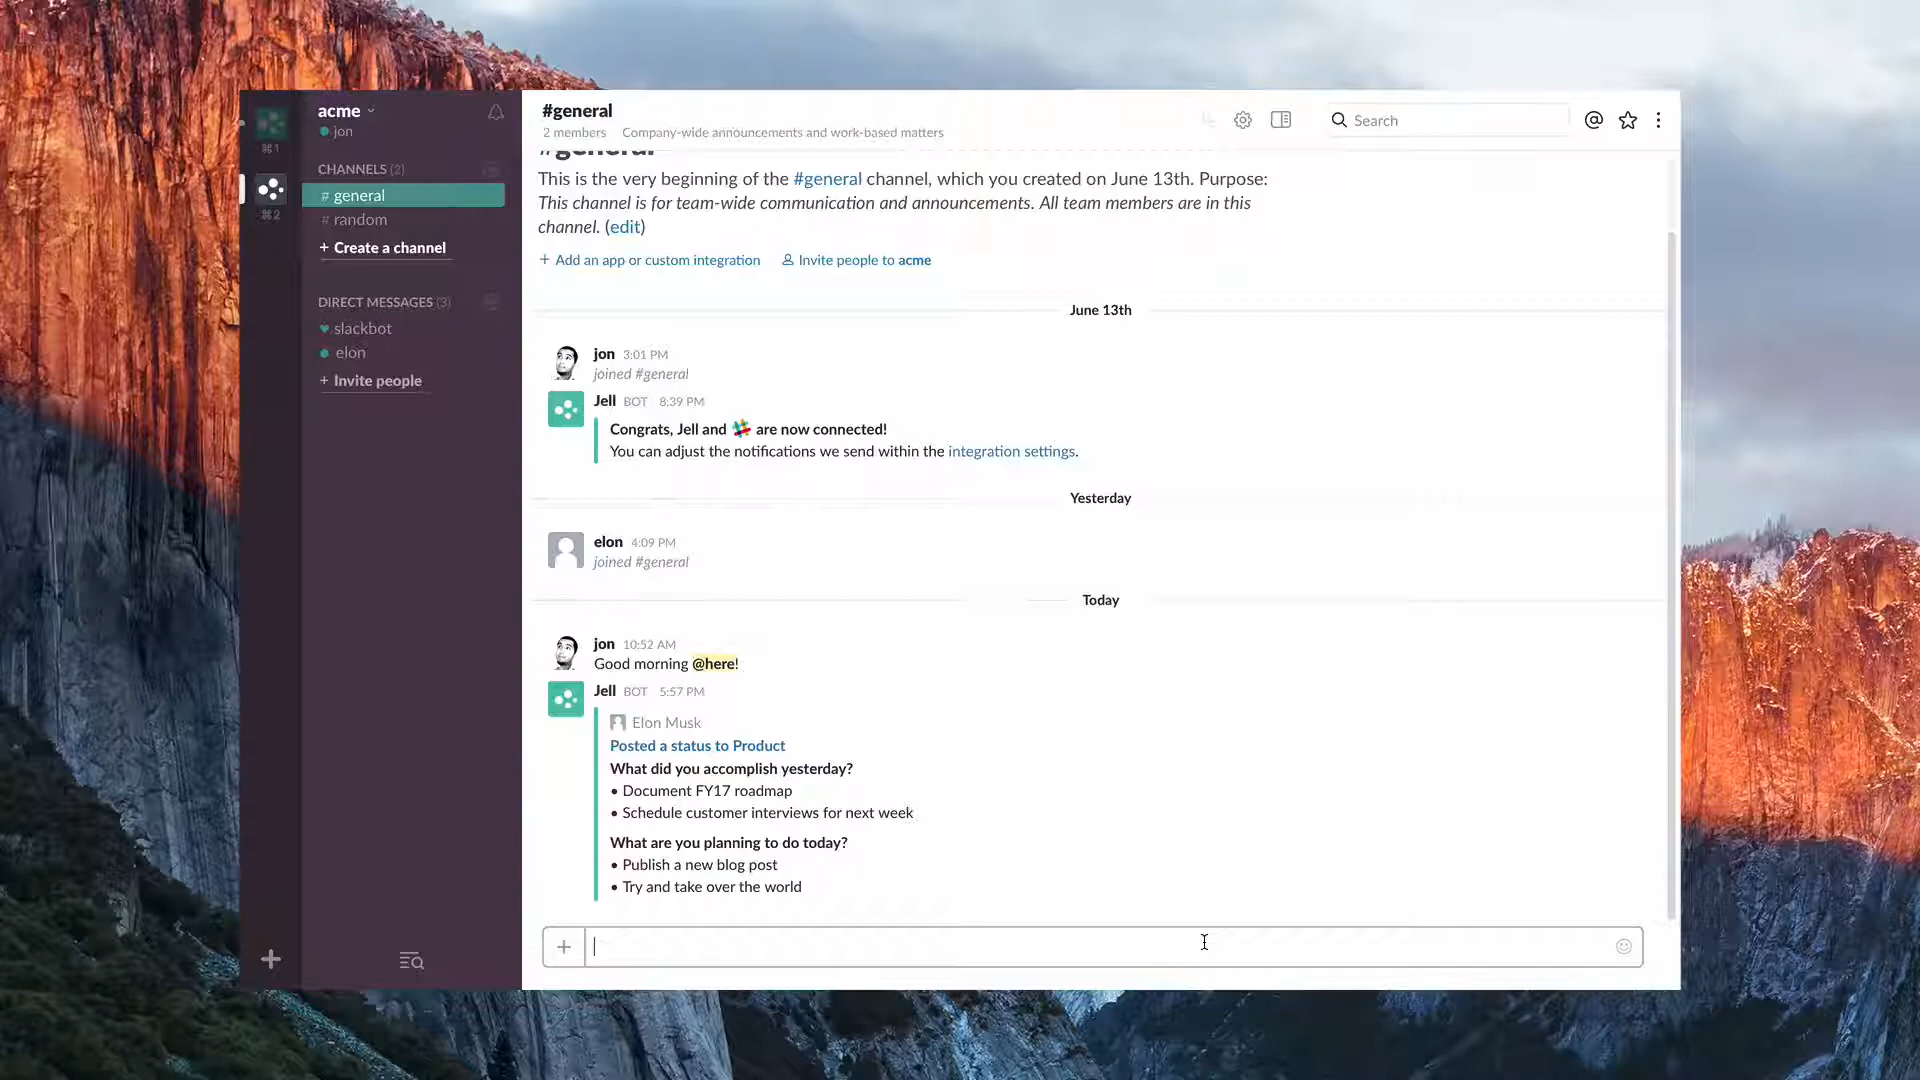 acme
jon
⌘1
⌘2
CHANNELS (2)
# general
# random
+ Create a channel
DIRECT MESSAGES (3)
slackbot
elon
+ Invite people
#general
2 members Company-wide announcements and work-based matters
Search
#general
This is the very beginning of the #general channel, which you created on June 13th. Purpose:
This channel is for team-wide communication and announcements. All team members are in this
channel. (edit)
+ Add an app or custom integration Invite people to acme
June 13th
jon 3:01 PM
joined #general
Jell BOT 8:39 PM
Congrats, Jell and are now connected!
You can adjust the notifications we send within the integration settings.
Yesterday
elon 4:09 PM
joined #general
Today
jon 10:52 AM
Good morning @here!
Jell BOT 5:57 PM
Elon Musk
Posted a status to Product
What did you accomplish yesterday?
• Document FY17 roadmap
• Schedule customer interviews for next week
What are you planning to do today?
• Publish a new blog post
• Try and take over the world